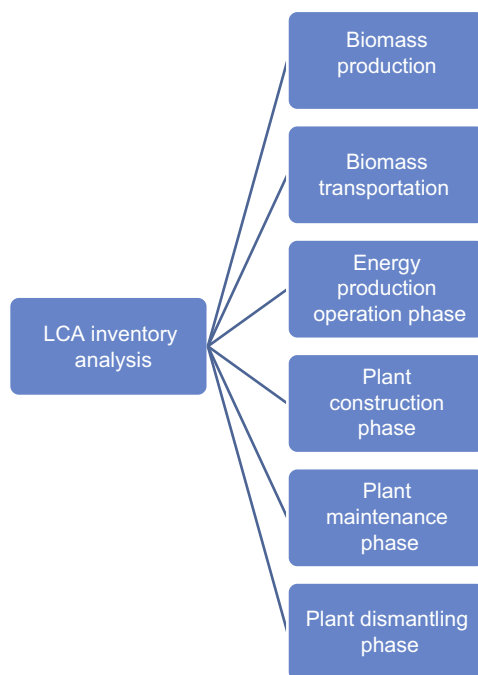 Biomass
production
Biomass
transportation
Energy
production
operation phase
LCA inventory
analysis
Plant
construction
phase
Plant
maintenance
phase
Plant dismantling
phase